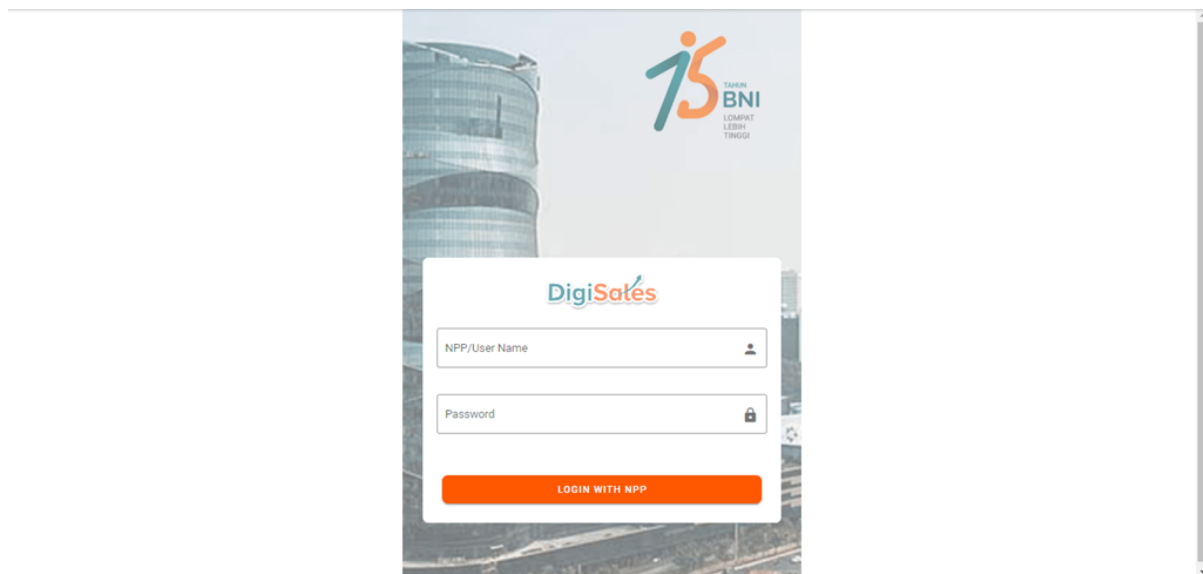 75
TAHUN
BNI
LOMPAT
LEBIH
TINGGI
DigiSales
NPP/User Name
Password
LOGIN WITH NPP